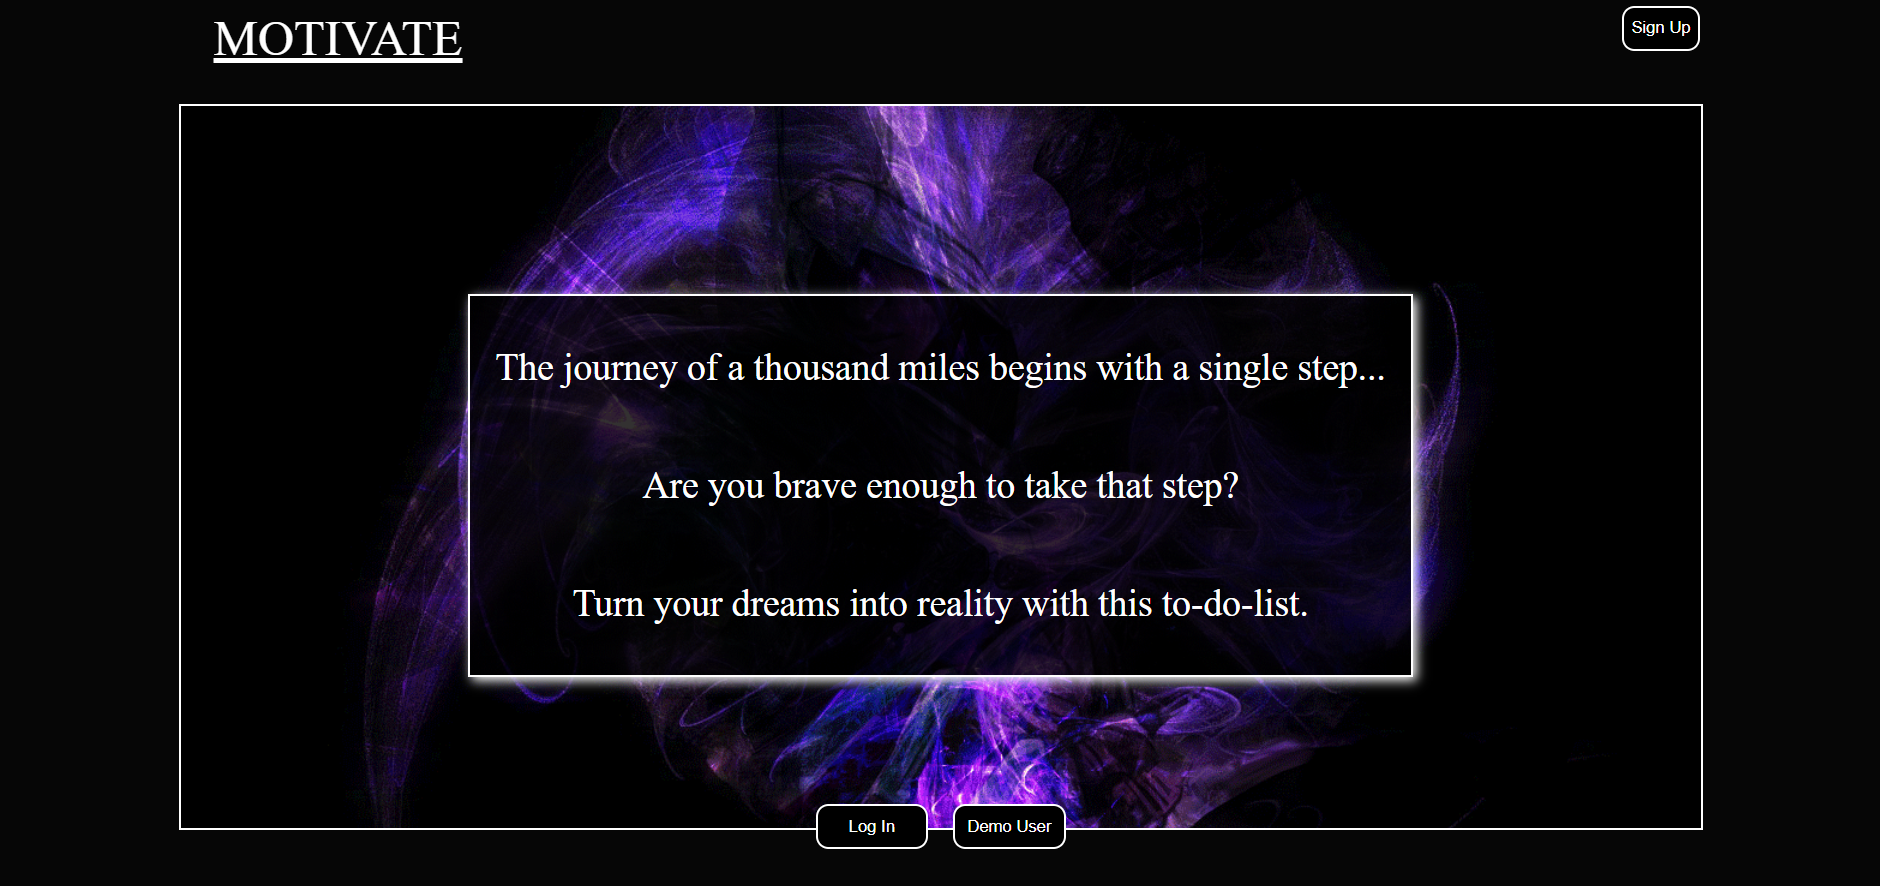 MOTIVATE
Sign Up
The journey of a thousand miles begins with a single step...
Are you brave enough to take that step?
Turn your dreams into reality with this to-do-list.
Log In
Demo User